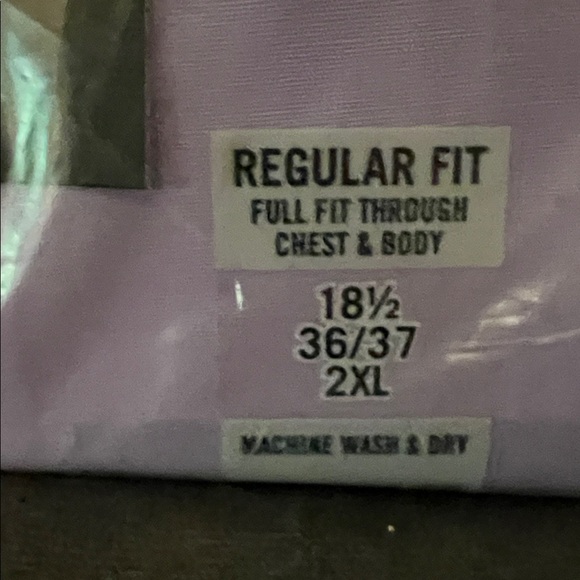 REGULAR FIT
FULL FIT THROUGH
CHEST & BODY
18½
36/37
2XL
MACHINE WASH & DRY